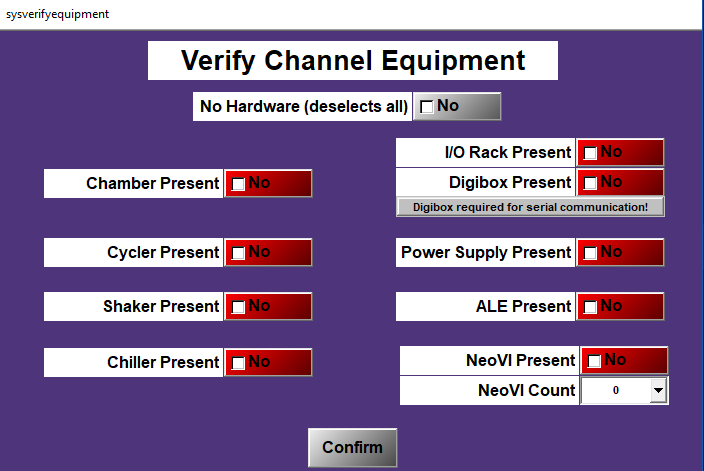 sysverifyequipment
Verify Channel Equipment
No Hardware (deselects all) No
I/O Rack Present No
Chamber Present No
Digibox Present No
Digibox required for serial communication!
Cycler Present No
Power Supply Present No
Shaker Present No
ALE Present No
Chiller Present No
NeoVI Present No
NeoVI Count 0
Confirm